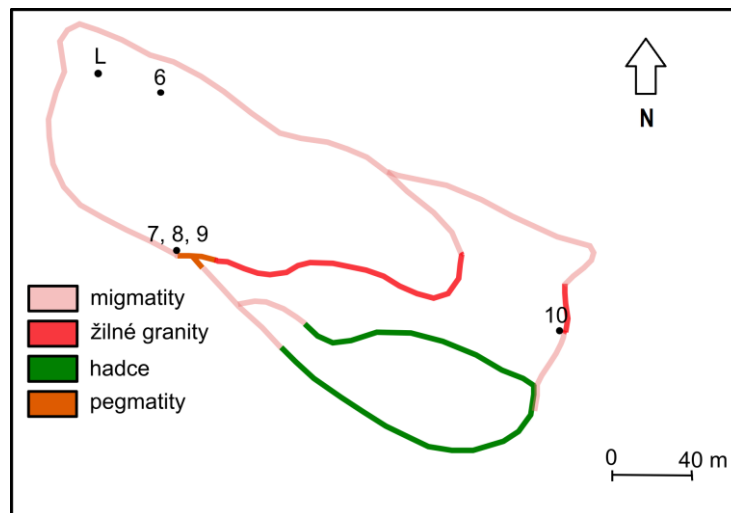 L
6
N
7, 8, 9
migmatity
žilné granity
hadce
pegmatity
10
0 40 m